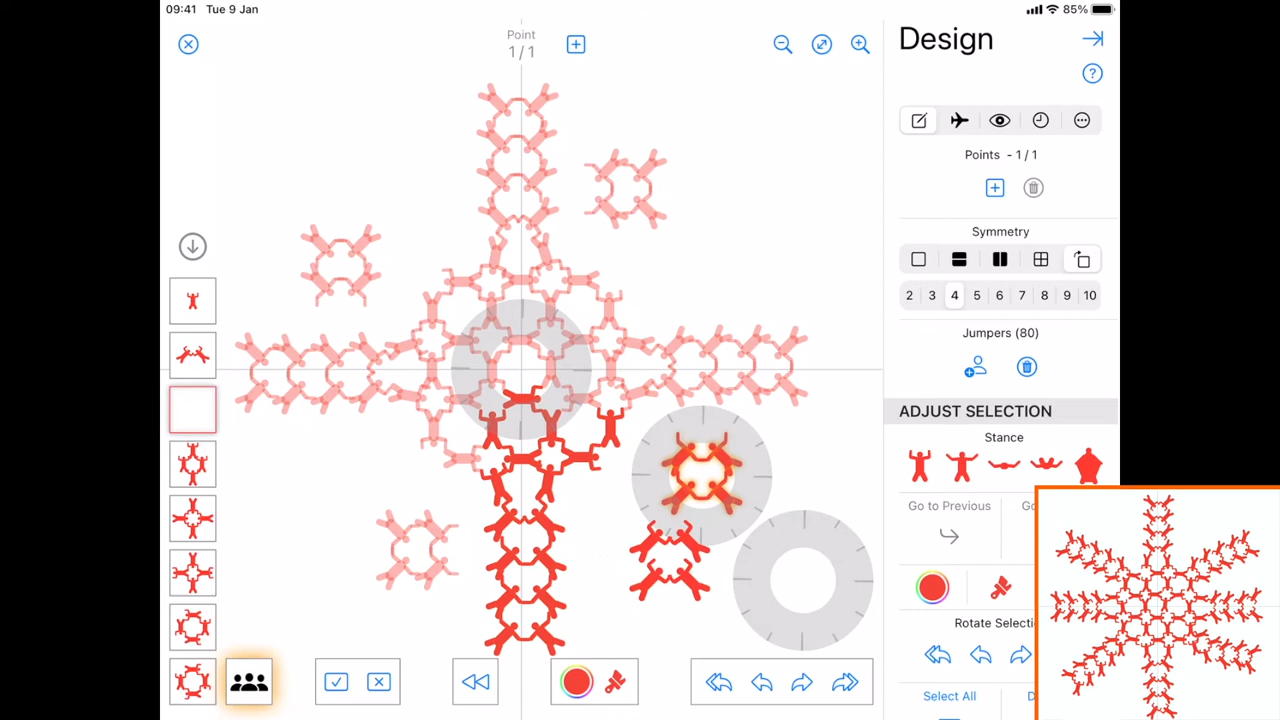 09:41 Tue 9 Jan
85%
Point
1/1
Design
Points - 1/1
Symmetry
2 3 4 5 6 7 8 9 10
Jumpers (80)
ADJUST SELECTION
Stance
Go to Previous
Rotate
Select All